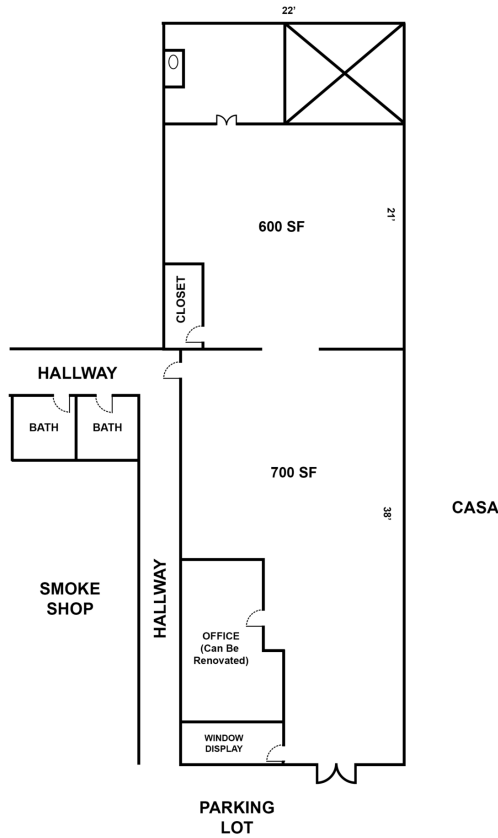 22'
21'
600 SF
CLOSET
HALLWAY
BATH
BATH
700 SF
CASA
38'
SMOKE
SHOP
HALLWAY
OFFICE
(Can Be
Renovated)
WINDOW
DISPLAY
PARKING
LOT